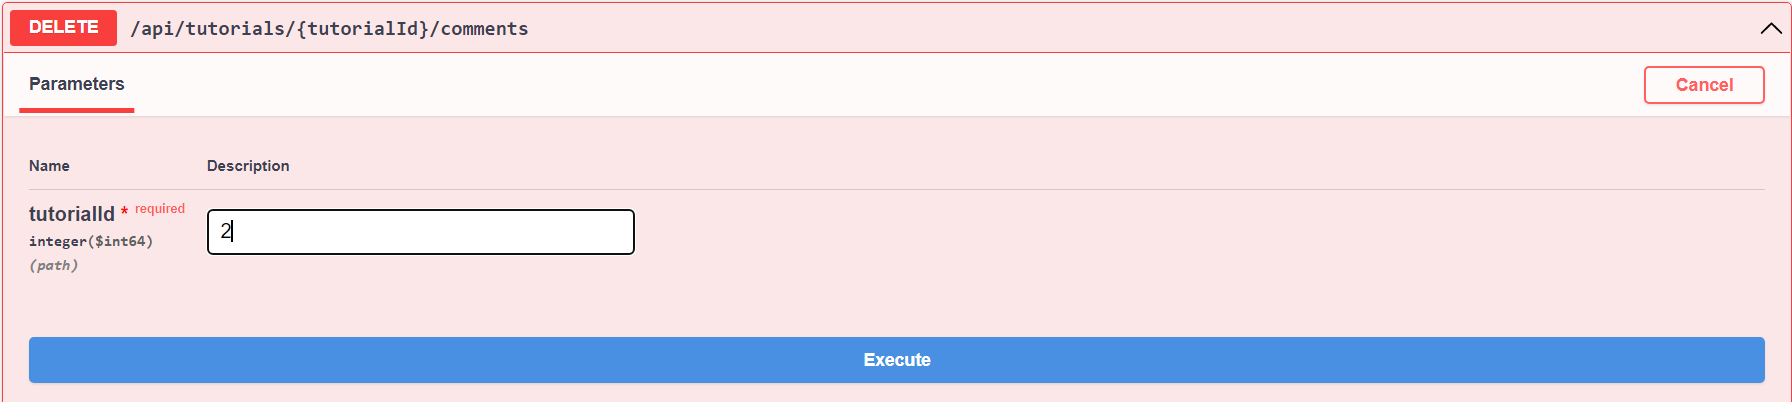 DELETE /api/tutorials/{tutorialId}/comments
Parameters Cancel
Name Description
tutorialId * required
2
integer($int64)
(path)
Execute